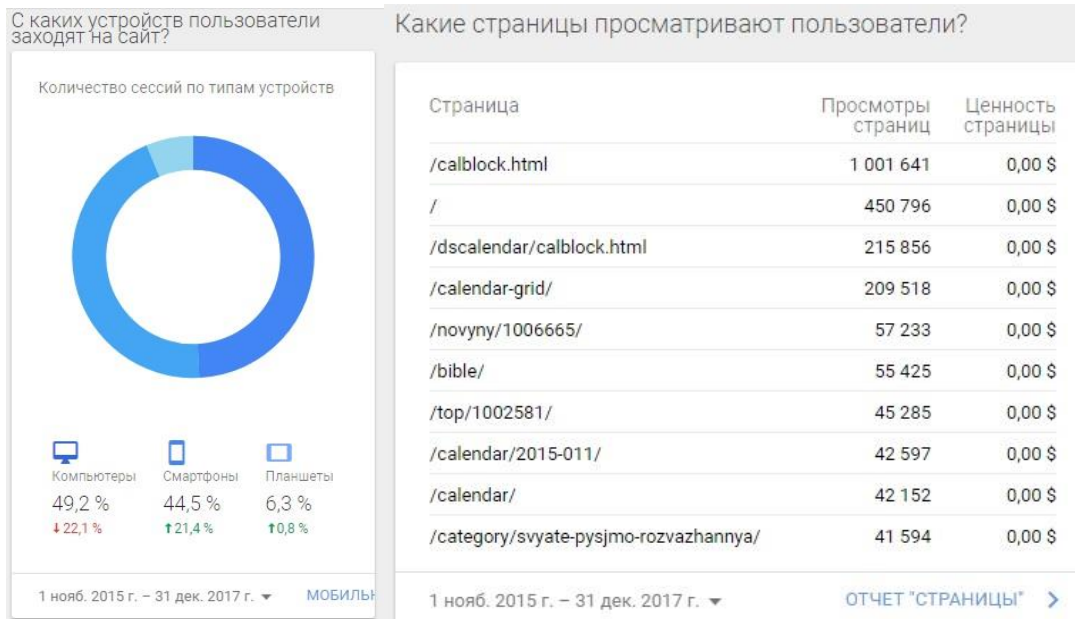 С каких устройств пользователи
заходят на сайт?
Количество сессий по типам устройств
Компьютеры Смартфоны Планшеты
49,2 % 44,5 % 6,3 %
22,1 % 21,4 % 0,8 %
1 нояб. 2015 г. – 31 дек. 2017 г.
Какие страницы просматривают пользователи?
Страница Просмотры страниц Ценность страницы
/calblock.html 1 001 641 0,00 $
/ 450 796 0,00 $
/dscalendar/calblock.html 215 856 0,00 $
/calendar-grid/ 209 518 0,00 $
/novyny/1006665/ 57 233 0,00 $
/bible/ 55 425 0,00 $
/top/1002581/ 45 285 0,00 $
/calendar/2015-011/ 42 597 0,00 $
/calendar/ 42 152 0,00 $
/category/svyate-pysjmo-rozvazhannya/ 41 594 0,00 $
1 нояб. 2015 г. – 31 дек. 2017 г. ОТЧЕТ "СТРАНИЦЫ"